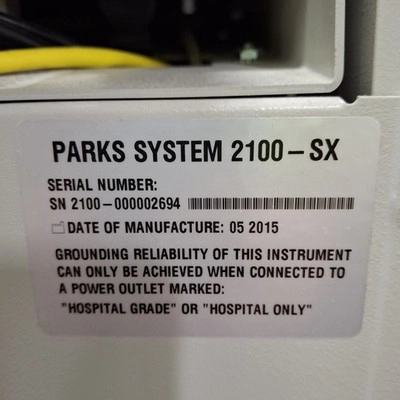 PARKS SYSTEM 2100-SX
SERIAL NUMBER:
SN 2100-000002694
DATE OF MANUFACTURE: 05 2015
GROUNDING RELIABILITY OF THIS INSTRUMENT
CAN ONLY BE ACHIEVED WHEN CONNECTED TO
A POWER OUTLET MARKED:
"HOSPITAL GRADE" OR "HOSPITAL ONLY"